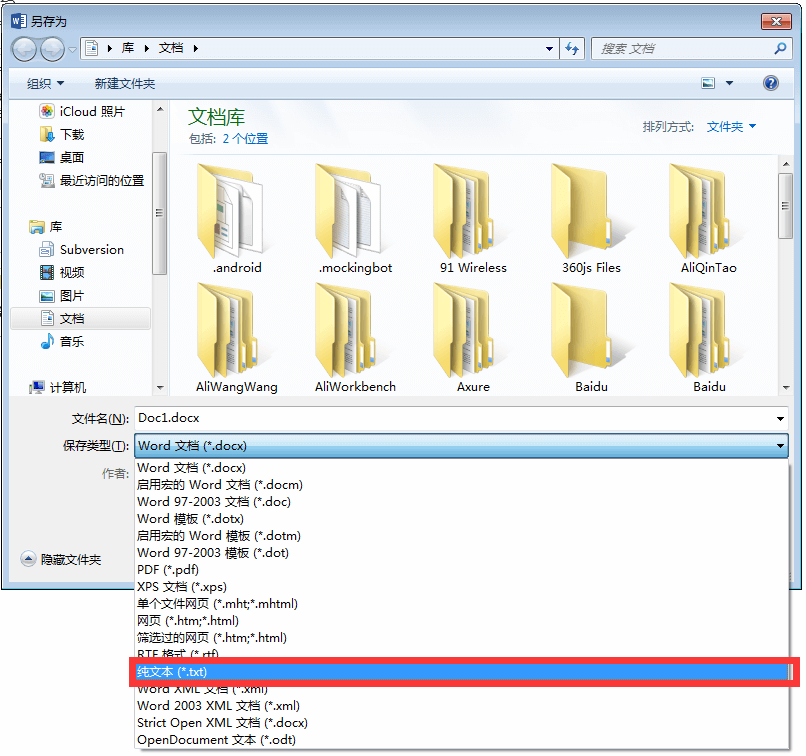 另存为
库 文档
搜索 文档
组织 新建文件夹
iCloud 照片
下载
桌面
最近访问的位置
库
Subversion
视频
图片
文档
音乐
计算机
文档库
包括: 2 个位置
排列方式: 文件夹
.android .mockingbot 91 Wireless 360js Files AliQinTao
AliWangWang AliWorkbench Axure Baidu Baidu
文件名(N): Doc1.docx
保存类型(T): Word 文档 (*.docx)
作者:
Word 文档 (*.docx)
启用宏的 Word 文档 (*.docm)
Word 97-2003 文档 (*.doc)
Word 模板 (*.dotx)
启用宏的 Word 模板 (*.dotm)
Word 97-2003 模板 (*.dot)
PDF (*.pdf)
XPS 文档 (*.xps)
单个文件网页 (*.mht;*.mhtml)
网页 (*.htm;*.html)
筛选过的网页 (*.htm;*.html)
RTF 格式 (*.rtf)
纯文本 (*.txt)
Word XML 文档 (*.xml)
Word 2003 XML 文档 (*.xml)
Strict Open XML 文档 (*.docx)
OpenDocument 文本 (*.odt)
隐藏文件夹